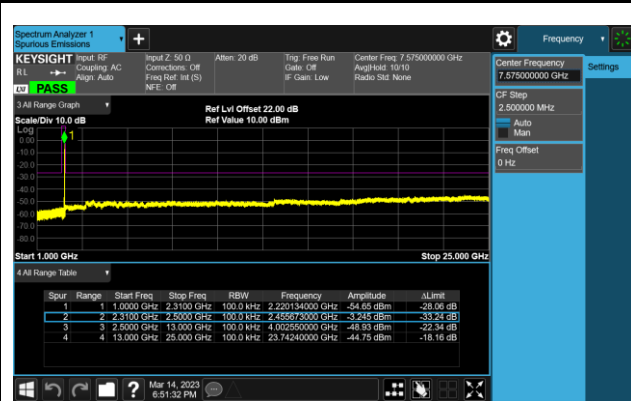 Spectrum Analyzer 1
Spurious Emissions
Frequency
KEYSIGHT
Input: RF
Coupling: AC
Align: Auto
Input Z: 50 Ω
Corrections: Off
Freq Ref: Int (S)
NFE: Off
Atten: 20 dB
Trig: Free Run
Gate: Off
IF Gain: Low
Center Freq: 7.575000000 GHz
Avg|Hold: 10/10
Radio Std: None
R L
LXI PASS
Center Frequency
7.575000000 GHz
Settings
CF Step
2.500000 MHz
Auto
Man
Freq Offset
0 Hz
3 All Range Graph
Scale/Div 10.0 dB
Ref Lvl Offset 22.00 dB
Ref Value 10.00 dBm
Log
1
0.00
-10.0
-20.0
-30.0
-40.0
-50.0
-60.0
-70.0
-80.0
Start 1.000 GHz
Stop 25.000 GHz
4 All Range Table
Spur Range Start Freq Stop Freq RBW Frequency Amplitude ΔLimit
1 1 1.0000 GHz 2.3100 GHz 100.0 kHz 2.220134000 GHz -54.65 dBm -28.06 dB
2 2 2.3100 GHz 2.5000 GHz 100.0 kHz 2.455673000 GHz -3.245 dBm -33.24 dB
3 3 2.5000 GHz 13.000 GHz 100.0 kHz 4.002550000 GHz -48.93 dBm -22.34 dB
4 4 13.000 GHz 25.000 GHz 100.0 kHz 23.74240000 GHz -44.75 dBm -18.16 dB
?
Mar 14, 2023
6:51:32 PM